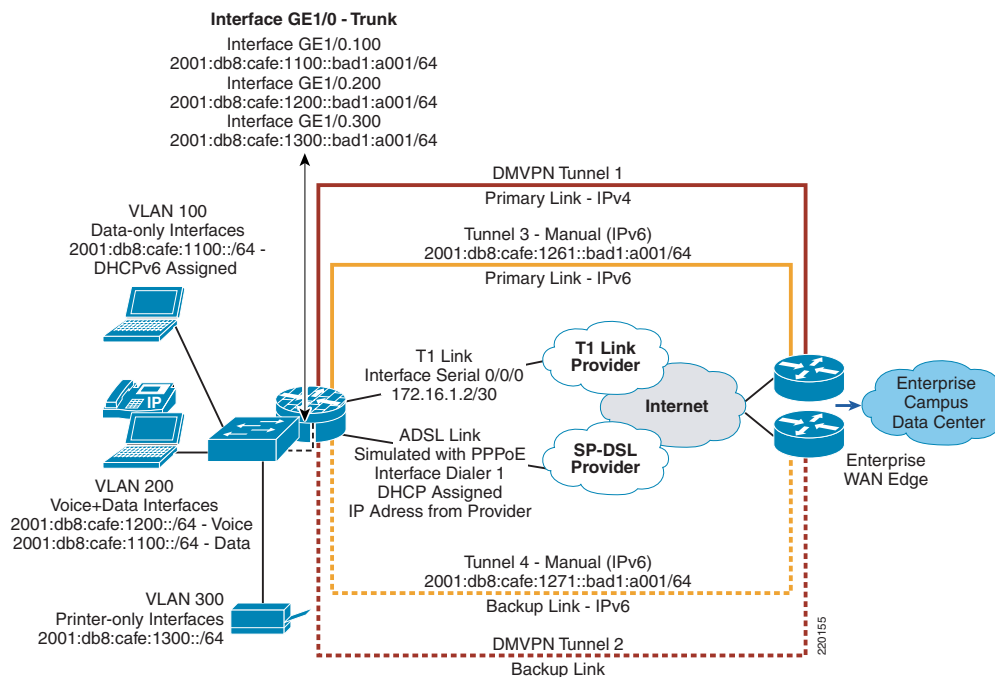 Interface GE1/0 - Trunk
Interface GE1/0.100
2001:db8:cafe:1100::bad1:a001/64
Interface GE1/0.200
2001:db8:cafe:1200::bad1:a001/64
Interface GE1/0.300
2001:db8:cafe:1300::bad1:a001/64
DMVPN Tunnel 1
Primary Link - IPv4
Tunnel 3 - Manual (IPv6)
2001:db8:cafe:1261::bad1:a001/64
Primary Link - IPv6
VLAN 100
Data-only Interfaces
2001:db8:cafe:1100::/64 -
DHCPv6 Assigned
IP
VLAN 200
Voice+Data Interfaces
2001:db8:cafe:1200::/64 - Voice
2001:db8:cafe:1100::/64 - Data
VLAN 300
Printer-only Interfaces
2001:db8:cafe:1300::/64
T1 Link
Interface Serial 0/0/0
172.16.1.2/30
T1 Link
Provider
Internet
ADSL Link
Simulated with PPPoE
Interface Dialer 1
DHCP Assigned
IP Adress from Provider
SP-DSL
Provider
Enterprise
Campus
Data Center
Enterprise
WAN Edge
Tunnel 4 - Manual (IPv6)
2001:db8:cafe:1271::bad1:a001/64
Backup Link - IPv6
DMVPN Tunnel 2
Backup Link
220155